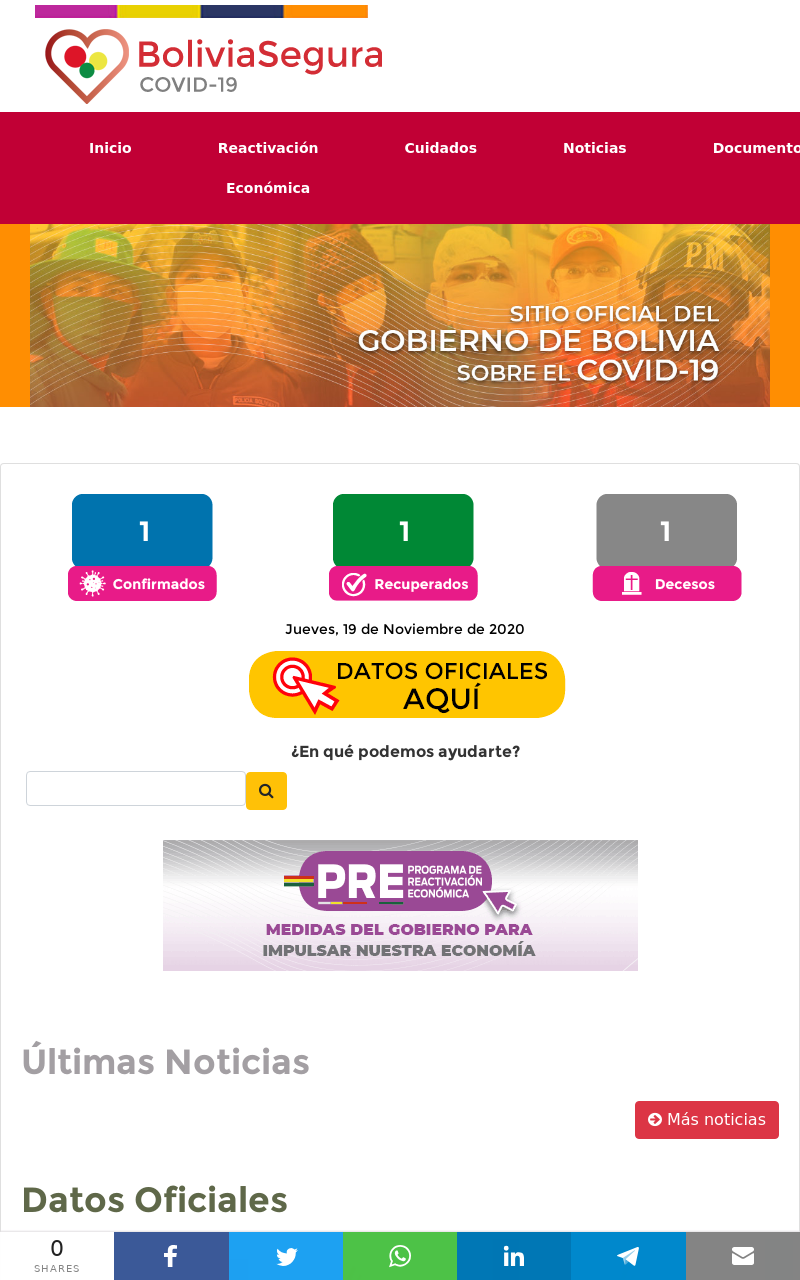 BoliviaSegura
COVID-19
Inicio
Reactivación
Económica
Cuidados
Noticias
Documento
PM
SITIO OFICIAL DEL
GOBIERNO DE BOLIVIA
SOBRE EL COVID-19
1
Confirmados
1
Recuperados
1
Decesos
Jueves, 19 de Noviembre de 2020
DATOS OFICIALES
AQUÍ
¿En qué podemos ayudarte?
PRE
PROGRAMA DE
REACTIVACIÓN
ECONÓMICA
MEDIDAS DEL GOBIERNO PARA
IMPULSAR NUESTRA ECONOMÍA
Últimas Noticias
Más noticias
Datos Oficiales
0
SHARES